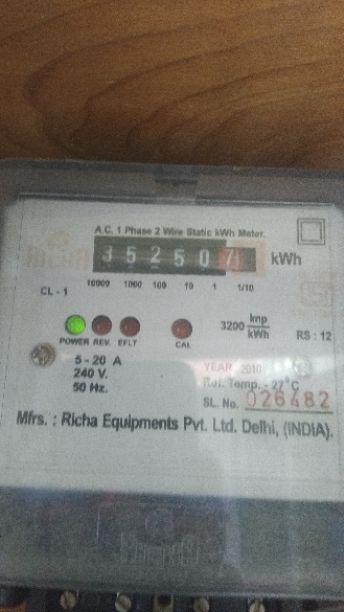 A.C. 1 Phase 2 Wire Static kWh Meter.
35250 kWh
CL - 1
10000 1000 100 10 1 1/10
3200 Imp/kWh
RS : 12
POWER REV. EFLT CAL
5 - 20 A
240 V.
50 Hz.
YEAR 2010
Ref. Temp. - 27°C
SL. No. 026482
Mfrs. : Richa Equipments Pvt. Ltd. Delhi, (INDIA).